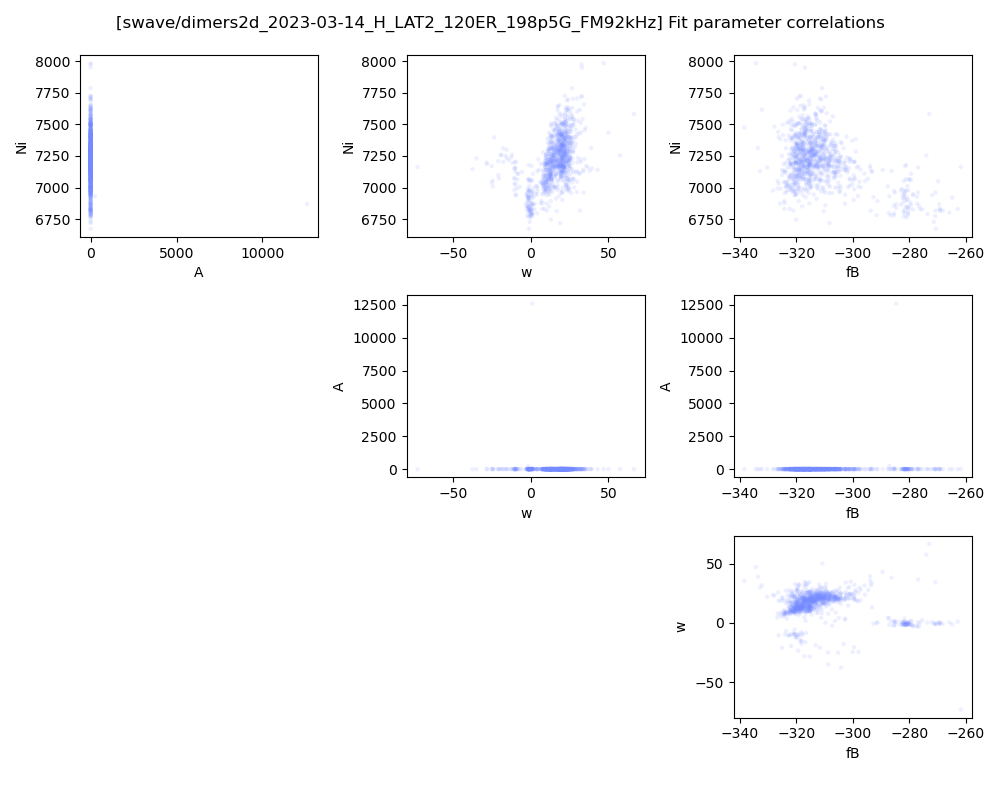 [swave/dimers2d_2023-03-14_H_LAT2_120ER_198p5G_FM92kHz] Fit parameter correlations
8000
7750
7500
7250
7000
6750
Ni
0 5000 10000
A
8000
7750
7500
7250
7000
6750
Ni
−50 0 50
w
8000
7750
7500
7250
7000
6750
Ni
−340 −320 −300 −280 −260
fB
12500
10000
7500
5000
2500
0
A
−50 0 50
w
12500
10000
7500
5000
2500
0
A
−340 −320 −300 −280 −260
fB
50
0
−50
w
−340 −320 −300 −280 −260
fB